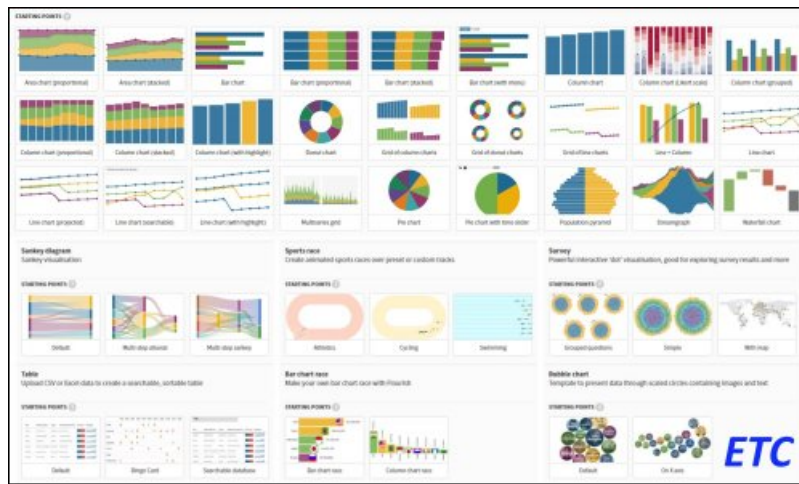 STARTING POINTS
Area chart (proportional) Area chart (stacked) Bar chart Bar chart (proportional) Bar chart (stacked) Bar chart (with menu) Column chart Column chart (Likert scale) Column chart (grouped)
Column chart (proportional) Column chart (stacked) Column chart (with highlight) Donut chart Grid of column charts Grid of donut charts Grid of line charts Line + Column Line chart
Line chart (projected) Line chart (searchable) Line chart (with highlight) Multiseries grid Pie chart Pie chart with time slider Population pyramid Streamgraph Waterfall chart
Sankey diagram Sports race Survey
Sankey visualisation Create animated sports races over preset or custom tracks Powerful interactive 'dot' visualisation, good for exploring survey results and more
STARTING POINTS STARTING POINTS STARTING POINTS
Default Multi step alluvial Multi step sankey Athletics Cycling Swimming Grouped questions Simple With map
Table Bar chart race Bubble chart
Upload CSV or Excel data to create a searchable, sortable table Make your own bar chart race with Flourish Template to present data through scaled circles containing images and text
STARTING POINTS STARTING POINTS STARTING POINTS
Default Bingo Card Searchable database Bar chart race Column chart race Default On X axis
ETC